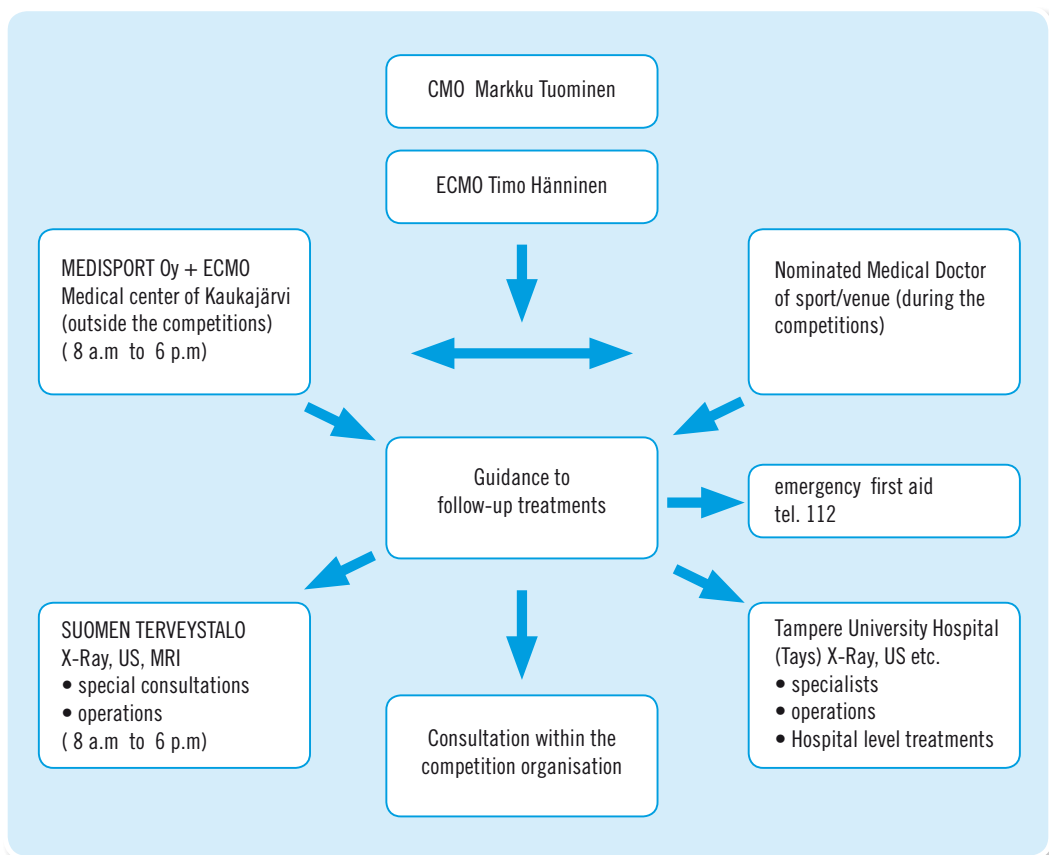 CMO Markku Tuominen
ECMO Timo Hänninen
MEDISPORT Oy + ECMO
Medical center of Kaukajärvi
(outside the competitions)
( 8 a.m to 6 p.m)
Nominated Medical Doctor
of sport/venue (during the
competitions)
Guidance to
follow-up treatments
emergency first aid
tel. 112
SUOMEN TERVEYSTALO
X-Ray, US, MRI
• special consultations
• operations
( 8 a.m to 6 p.m)
Consultation within the
competition organisation
Tampere University Hospital
(Tays) X-Ray, US etc.
• specialists
• operations
• Hospital level treatments